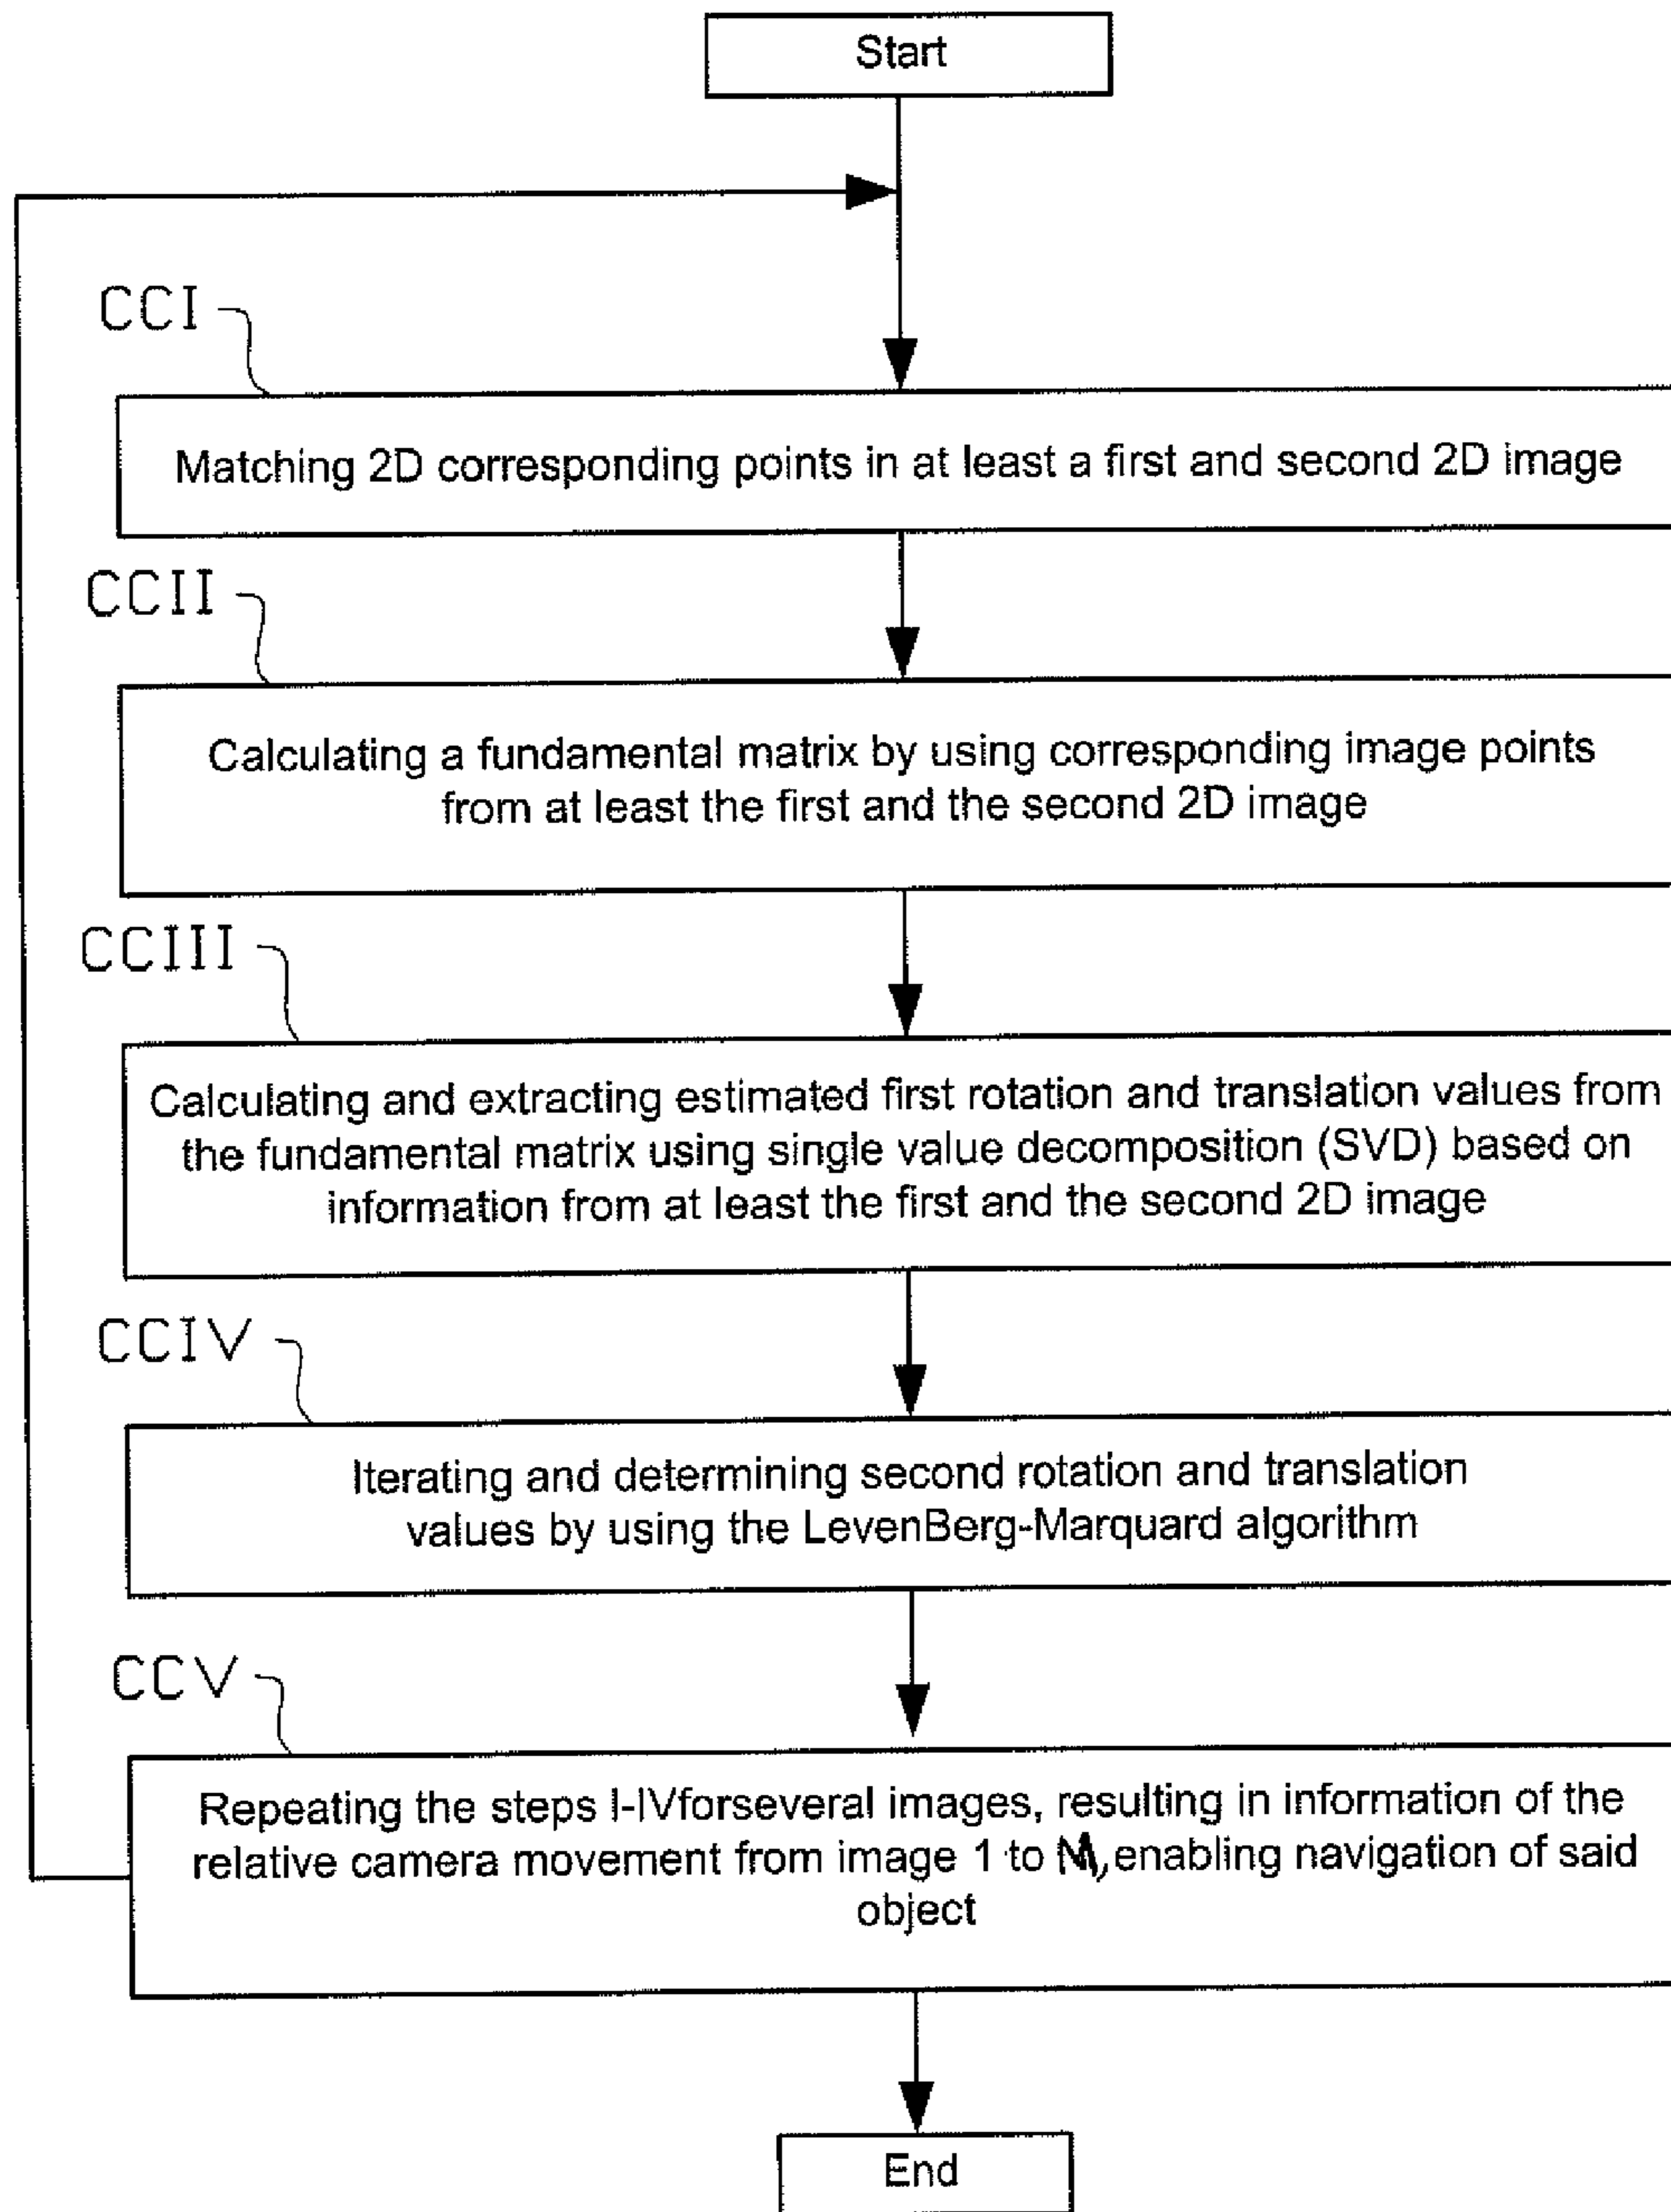 Start
CCI
Matching 2D corresponding points in at least a first and second 2D image
CCII
Calculating a fundamental matrix by using corresponding image points
from at least the first and the second 2D image
CCIII
Calculating and extracting estimated first rotation and translation values from
the fundamental matrix using single value decomposition (SVD) based on
information from at least the first and the second 2D image
CCIV
Iterating and determining second rotation and translation
values by using the LevenBerg-Marquard algorithm
CCV
Repeating the steps I-IVforseveral images, resulting in information of the
relative camera movement from image 1 to M, enabling navigation of said
object
End